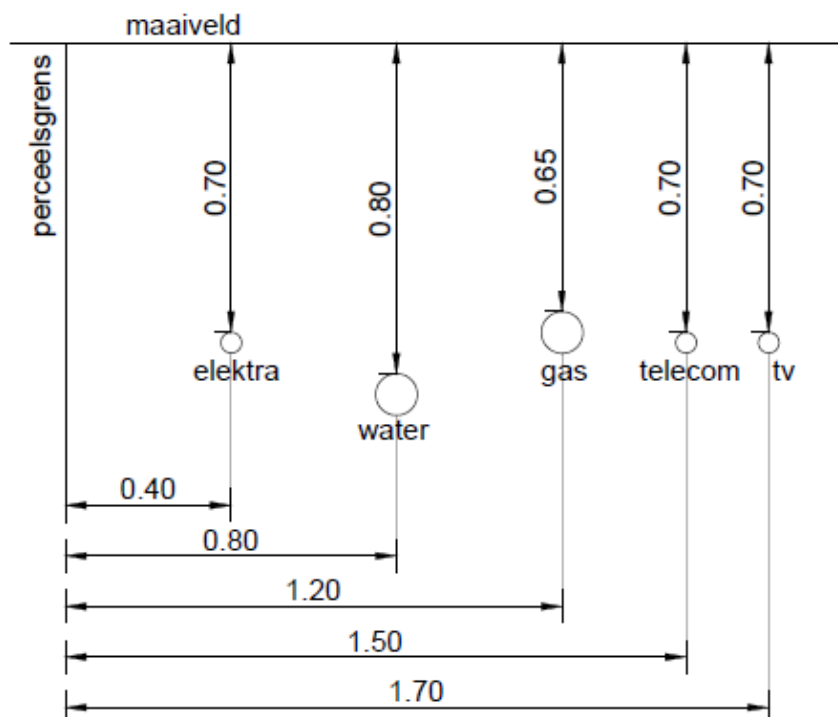 maaiveld
perceelsgrens
0.70
0.80
0.65
0.70
0.70
elektra
water
gas
telecom
tv
0.40
0.80
1.20
1.50
1.70